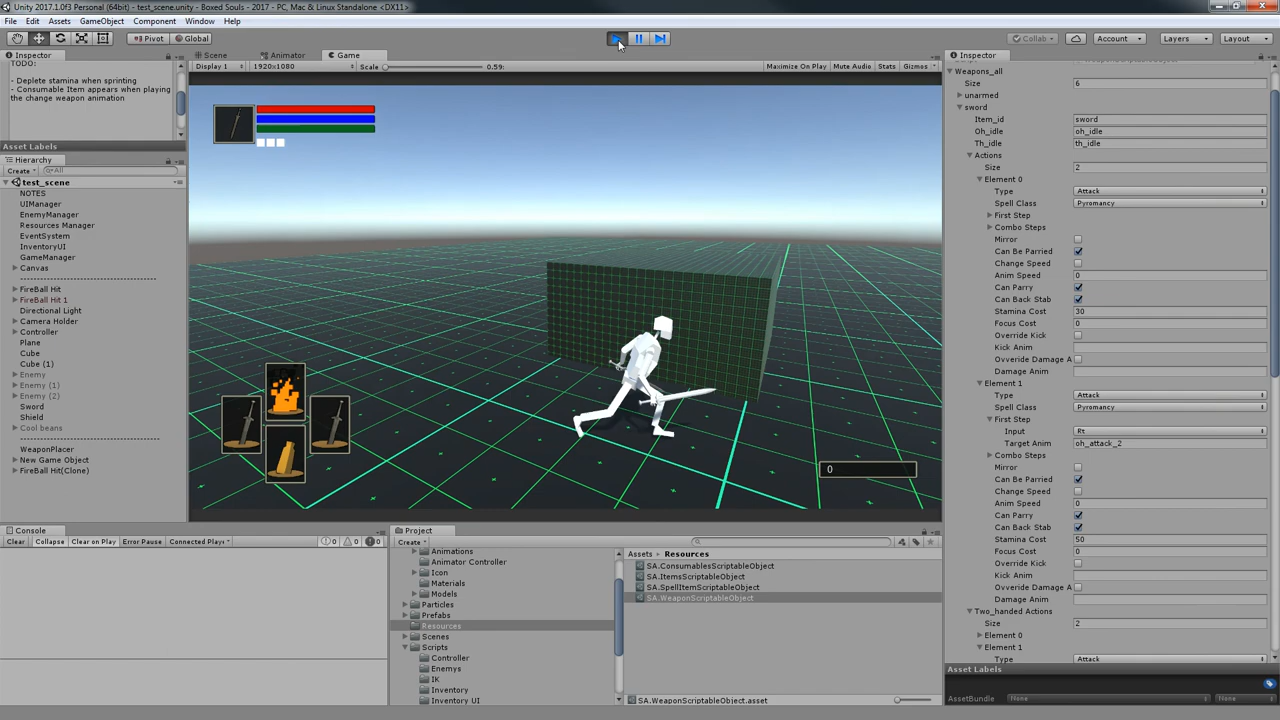 Unity 2017.1.0f3 Personal (64bit) - test_scene.unity - Boxed Souls - 2017 - PC, Mac & Linux Standalone <DX11>
File Edit Assets GameObject Component Window Help
Pivot Global Collab Account Layers Layout
Inspector
TODO:
- Deplete stamina when sprinting
- Consumable Item appears when playing
the change weapon animation
Asset Labels
Hierarchy
Create All
test_scene
NOTES
UIManager
EnemyManager
Resources Manager
EventSystem
InventoryUI
GameManager
Canvas
FireBall Hit
FireBall Hit 1
Directional Light
Camera Holder
Controller
Plane
Cube
Cube (1)
Enemy
Enemy (1)
Enemy (2)
Sword
Shield
Cool beans
WeaponPlacer
New Game Object
FireBall Hit(Clone)
Scene Animator Game
Display 1 1920x1080 Scale 0.59: Maximize On Play Mute Audio Stats Gizmos
0
Console
Clear Collapse Clear on Play Error Pause Connected Play 0 0 0
Project
Create
Animations
Animator Controller
Icon
Materials
Models
Particles
Prefabs
Resources
Scenes
Scripts
Controller
Enemys
IK
Inventory
Inventory UI
Assets Resources
SA.ConsumablesScriptableObject
SA.ItemsScriptableObject
SA.SpellItemScriptableObject
SA.WeaponScriptableObject
SA.WeaponScriptableObject.asset
Inspector
Weapons_all
Size 6
unarmed
sword
Item_id sword
Oh_idle oh_idle
Th_idle th_idle
Actions
Size 2
Element 0
Type Attack
Spell Class Pyromancy
First Step
Combo Steps
Mirror
Can Be Parried
Change Speed
Anim Speed 0
Can Parry
Can Back Stab
Stamina Cost 30
Focus Cost 0
Override Kick
Kick Anim
Ovveride Damage A
Damage Anim
Element 1
Type Attack
Spell Class Pyromancy
First Step
Input Rt
Target Anim oh_attack_2
Combo Steps
Mirror
Can Be Parried
Change Speed
Anim Speed 0
Can Parry
Can Back Stab
Stamina Cost 50
Focus Cost 0
Override Kick
Kick Anim
Ovveride Damage A
Damage Anim
Two_handed Actions
Size 2
Element 0
Element 1
Type Attack
Asset Labels
AssetBundle None None